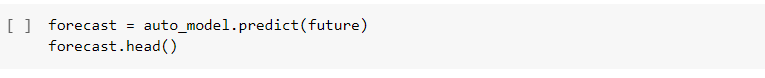 [ ] forecast = auto_model.predict(future)
forecast.head()